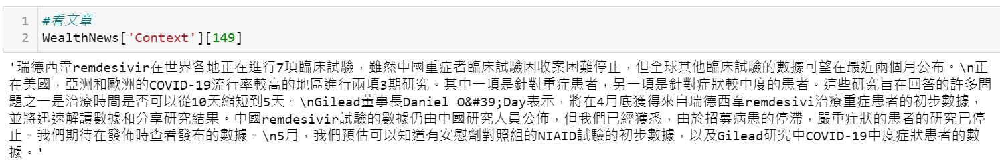 1 #看文章
2 WealthNews['Context'][149]
'瑞德西韋remdesivir在世界各地正在進行7項臨床試驗，雖然中國重症者臨床試驗因收案困難停止，但全球其他臨床試驗的數據可望在最近兩個月公布。\n正
在美國，亞洲和歐洲的COVID-19流行率較高的地區進行兩項3期研究。其中一項是針對重症患者，另一項是針對症狀較中度的患者。這些研究旨在回答的許多問
題之一是治療時間是否可以從10天縮短到5天。\nGilead董事長Daniel O&#39;Day表示，將在4月底獲得來自瑞德西韋remdesivi治療重症患者的初步數據，
並將迅速解讀數據和分享研究結果。中國remdesivir試驗的數據仍由中國研究人員公佈，但我們已經獲悉，由於招募病患的停滯，嚴重症狀的患者的研究已停
止。我們期待在發佈時查看發布的數據。\n5月，我們預估可以知道有安慰劑對照組的NIAID試驗的初步數據，以及Gilead研究中COVID-19中度症狀患者的數
據。'